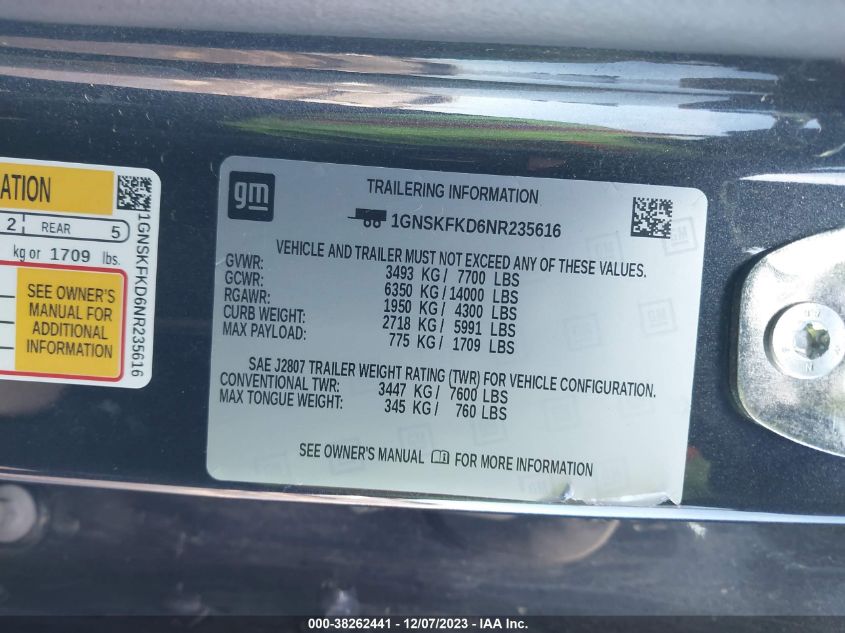 ATION
2 REAR 5
kg or 1709 lbs.
SEE OWNER'S
MANUAL FOR
ADDITIONAL
INFORMATION
1GNSKFKD6NR235616
gm
TRAILERING INFORMATION
1GNSKFKD6NR235616
VEHICLE AND TRAILER MUST NOT EXCEED ANY OF THESE VALUES.
GVWR: 3493 KG / 7700 LBS
GCWR: 6350 KG / 14000 LBS
RGAWR: 1950 KG / 4300 LBS
CURB WEIGHT: 2718 KG / 5991 LBS
MAX PAYLOAD: 775 KG / 1709 LBS
SAE J2807 TRAILER WEIGHT RATING (TWR) FOR VEHICLE CONFIGURATION.
CONVENTIONAL TWR: 3447 KG / 7600 LBS
MAX TONGUE WEIGHT: 345 KG / 760 LBS
SEE OWNER'S MANUAL FOR MORE INFORMATION
000-38262441 - 12/07/2023 - IAA Inc.